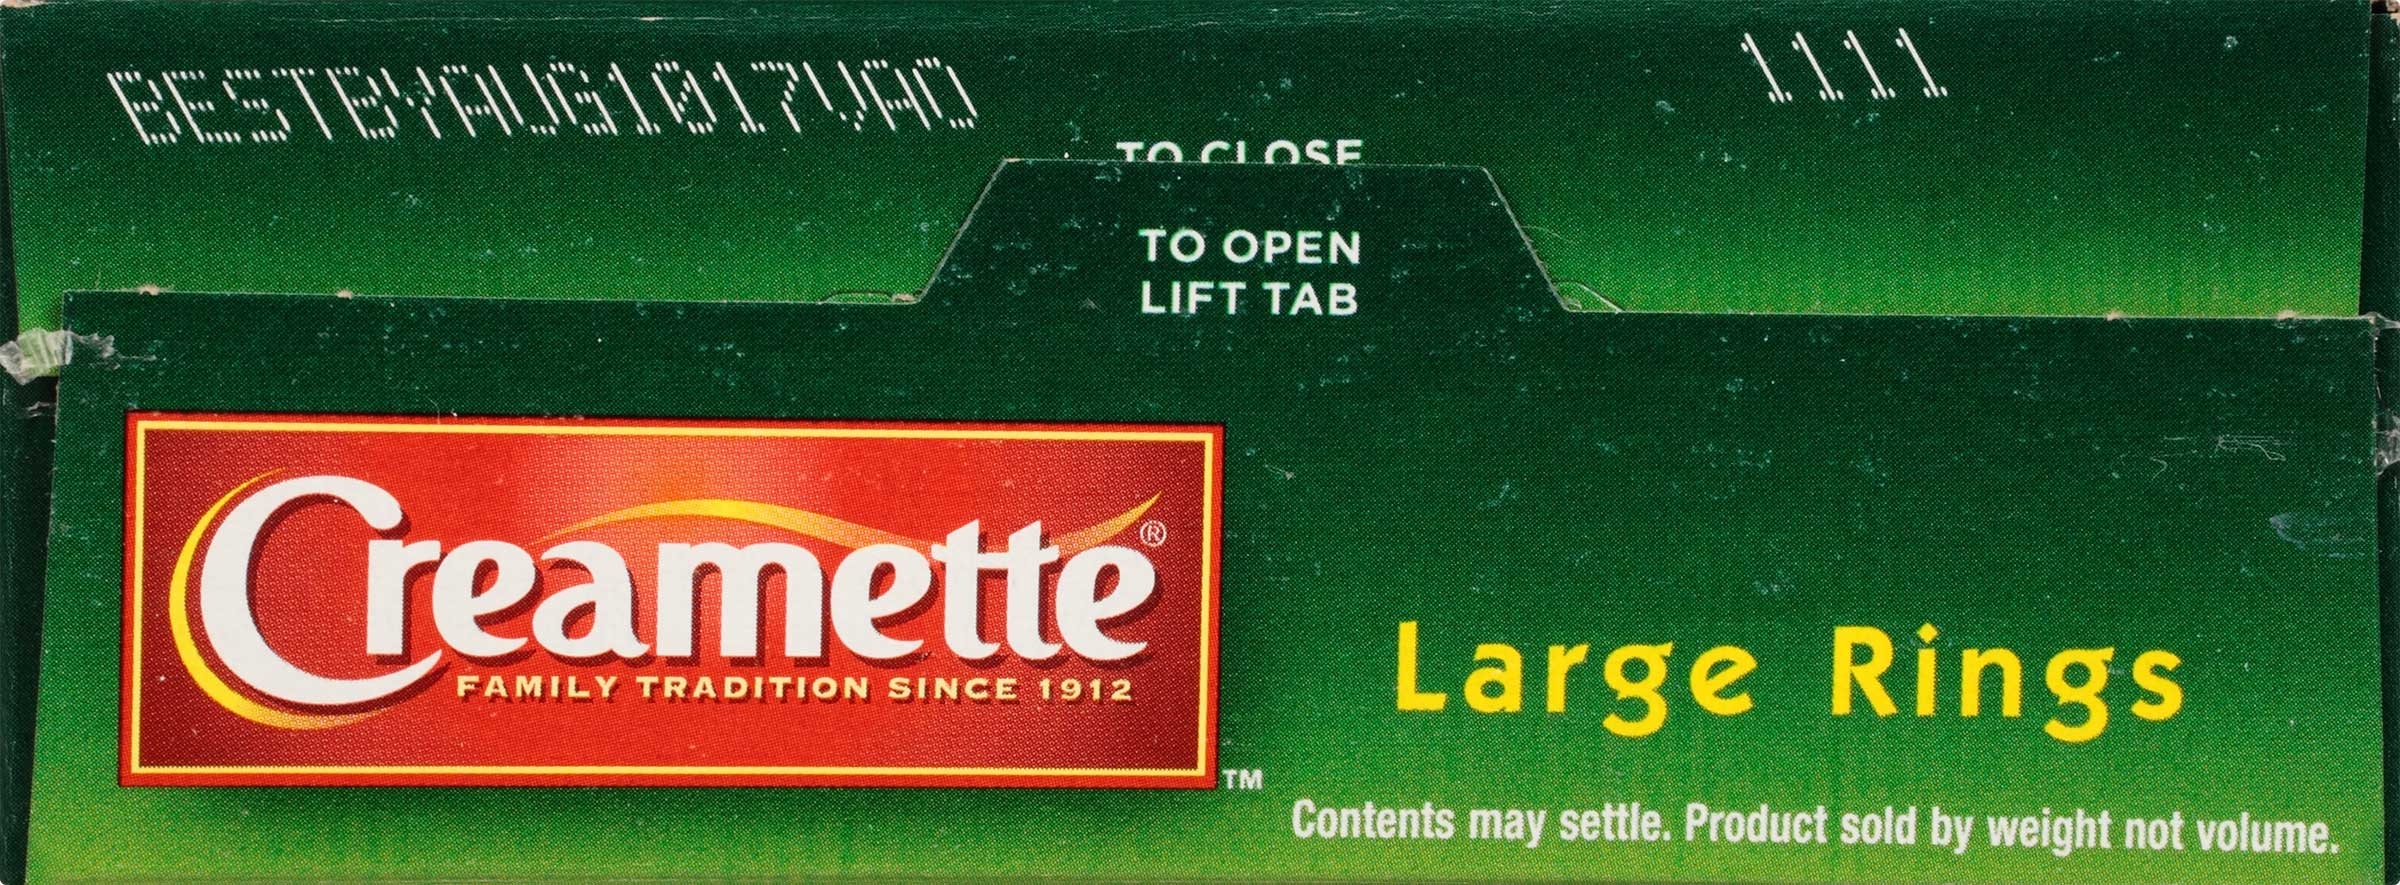 BESTBYAUG1017VAO
1111
TO CLOSE
TO OPEN
LIFT TAB
Creamette®
FAMILY TRADITION SINCE 1912
TM
Large Rings
Contents may settle. Product sold by weight not volume.